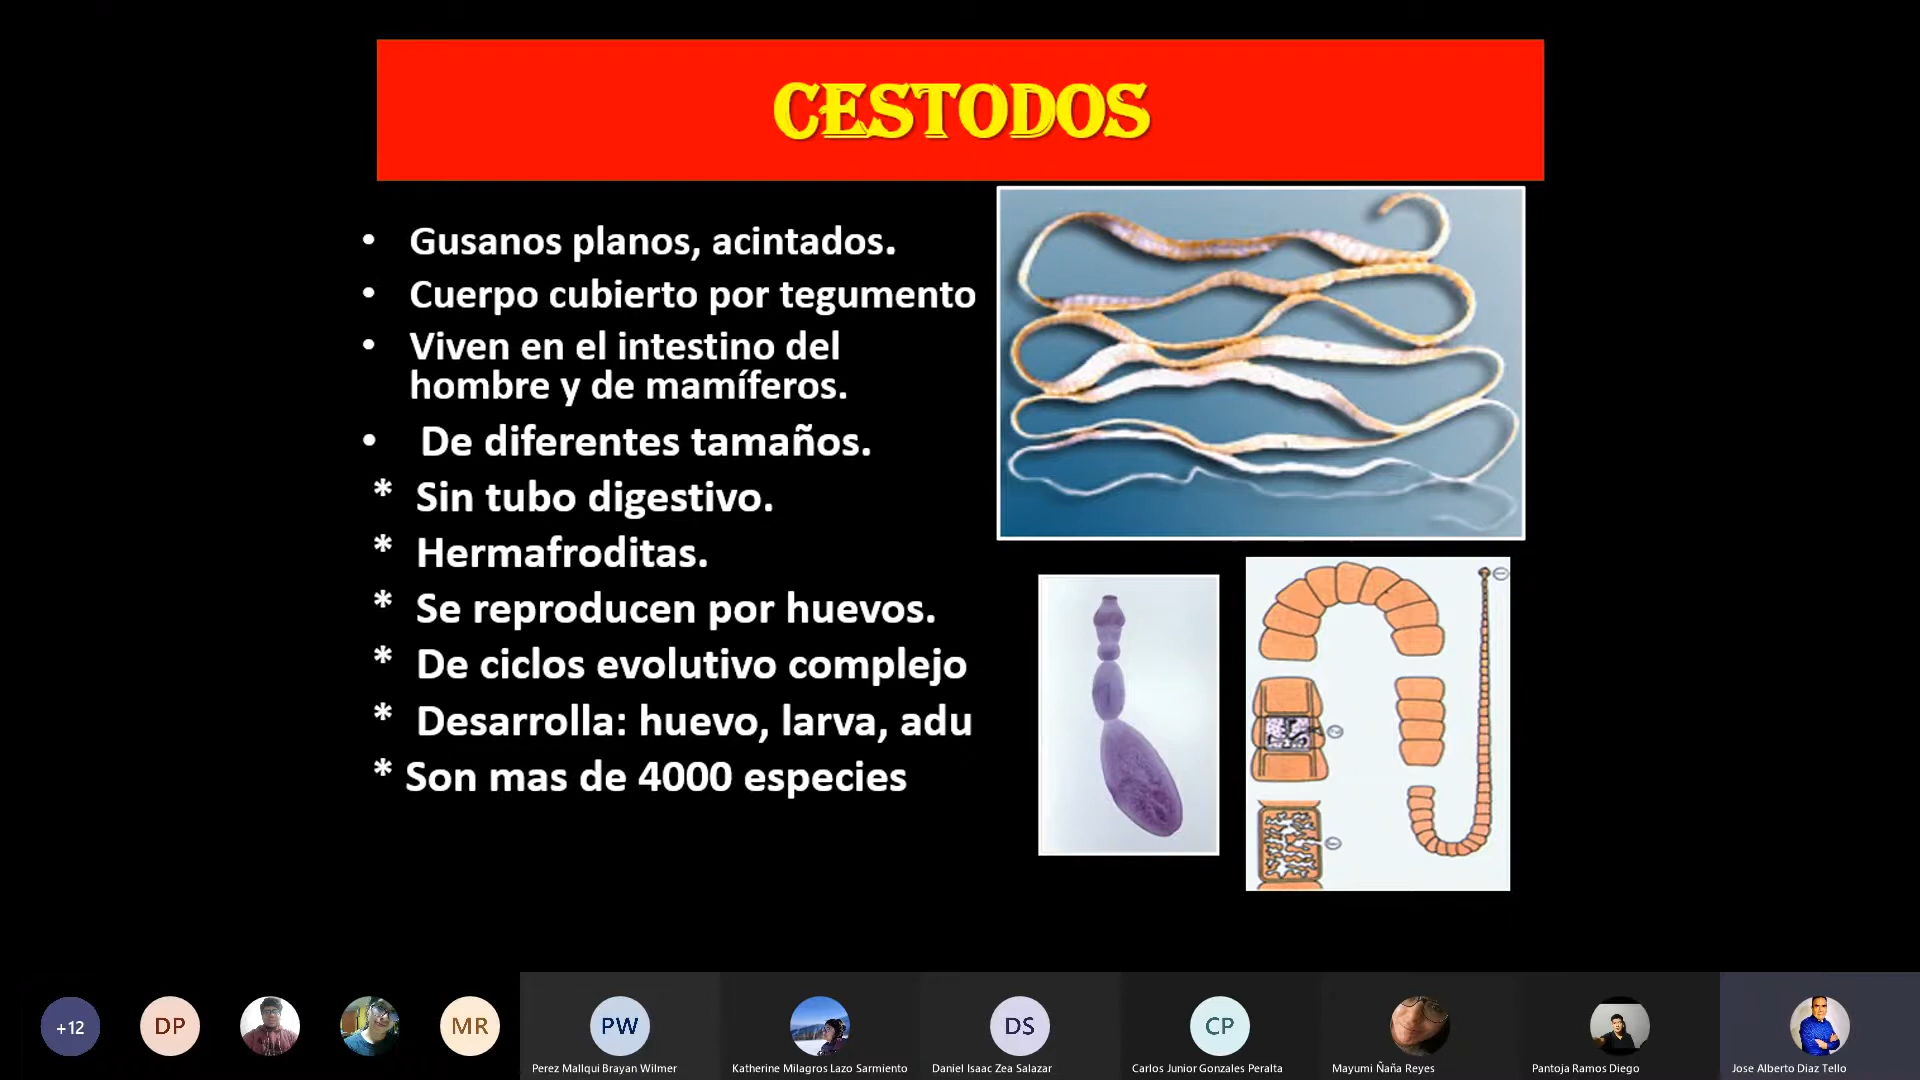 CESTODOS
• Gusanos planos, acintados.
• Cuerpo cubierto por tegumento
• Viven en el intestino del
hombre y de mamíferos.
• De diferentes tamaños.
* Sin tubo digestivo.
* Hermafroditas.
* Se reproducen por huevos.
* De ciclos evolutivo complejo
* Desarrolla: huevo, larva, adu
* Son mas de 4000 especies
+12
DP
MR
PW
DS
CP
Perez Mallqui Brayan Wilmer
Katherine Milagros Lazo Sarmiento
Daniel Isaac Zea Salazar
Carlos Junior Gonzales Peralta
Mayumi Ñaña Reyes
Pantoja Ramos Diego
Jose Alberto Diaz Tello